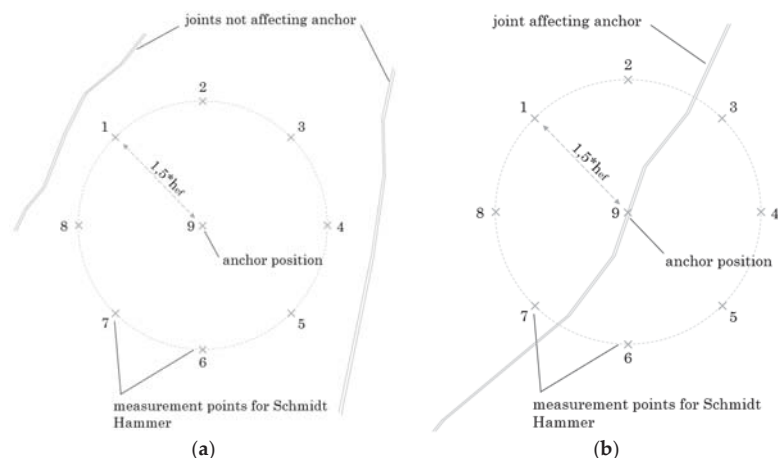 joints not affecting anchor
2
1
3
1,5*hef
8
9
4
anchor position
7
5
6
measurement points for Schmidt
Hammer
(a)
joint affecting anchor
2
1
3
1,5*hef
8
9
4
anchor position
7
5
6
measurement points for Schmidt
Hammer
(b)